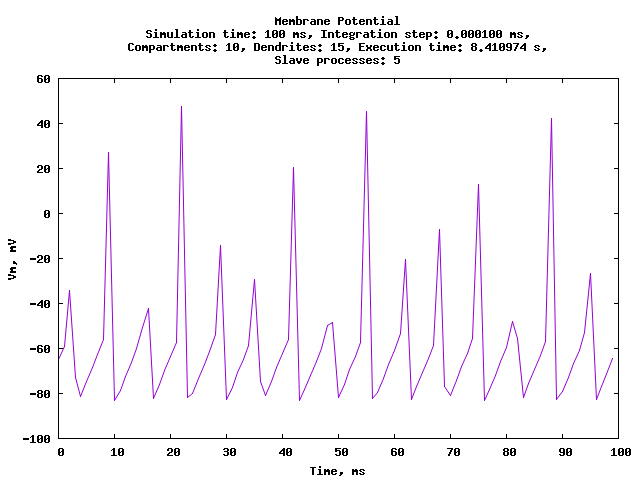 Membrane Potential
Simulation time: 100 ms, Integration step: 0.000100 ms,
Compartments: 10, Dendrites: 15, Execution time: 8.410974 s,
Slave processes: 5
60
40
20
0
-20
-40
-60
-80
-100
Vm, mV
0 10 20 30 40 50 60 70 80 90 100
Time, ms